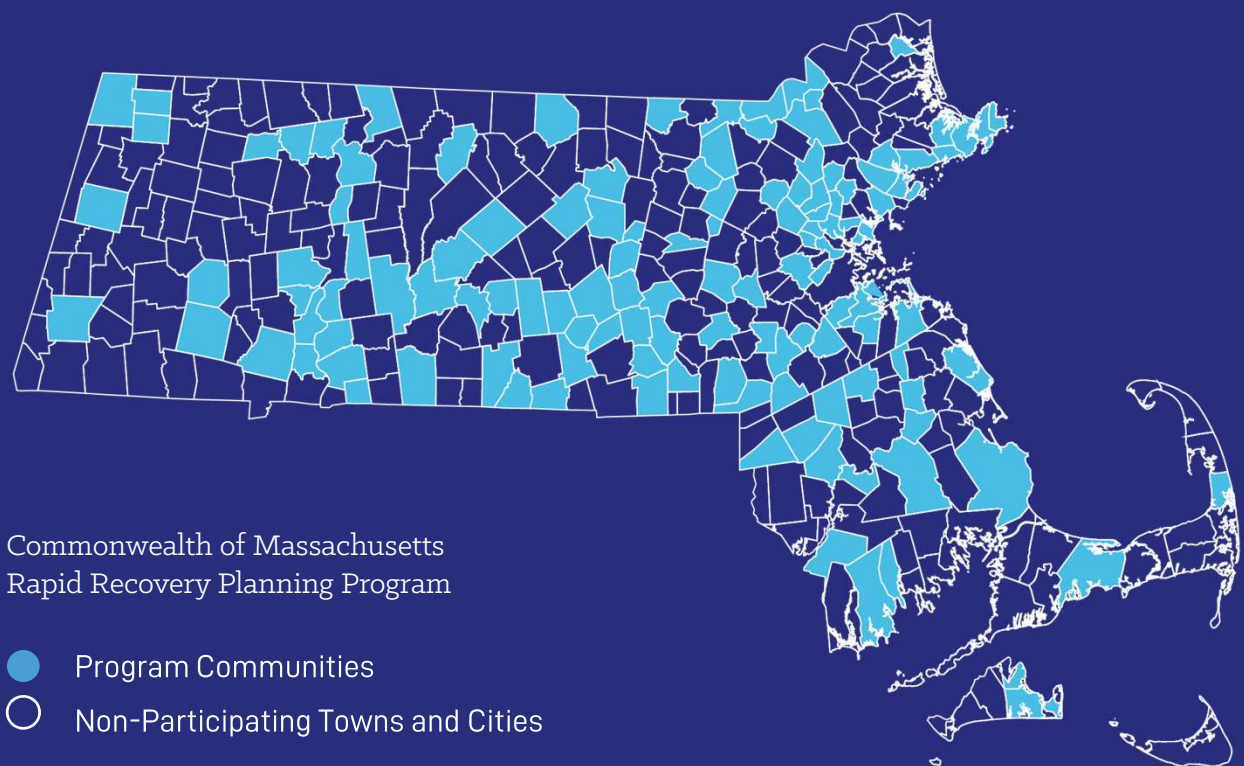 Commonwealth of Massachusetts
Rapid Recovery Planning Program
Program Communities
Non-Participating Towns and Cities